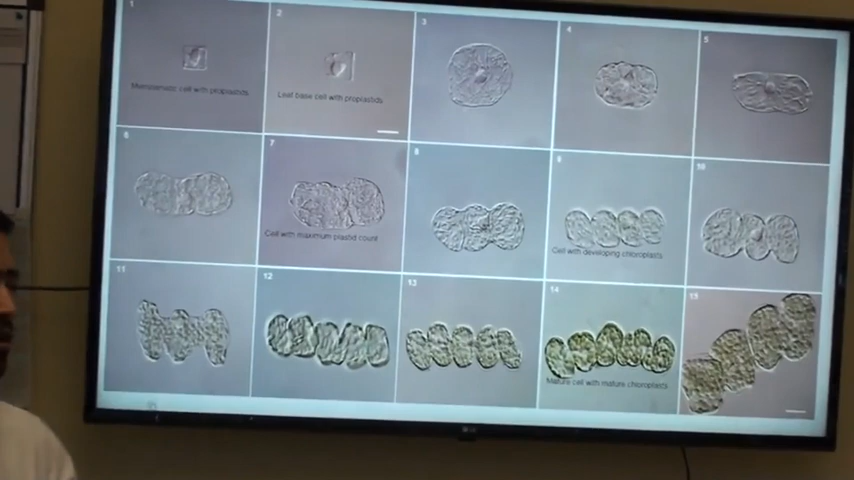 1
2
3
4
5
Meristematic cell with proplastids
Leaf base cell with proplastids
6
7
8
9
10
Cell with maximum plastid count
Cell with developing chloroplasts
11
12
13
14
15
Mature cell with mature chloroplasts
LG